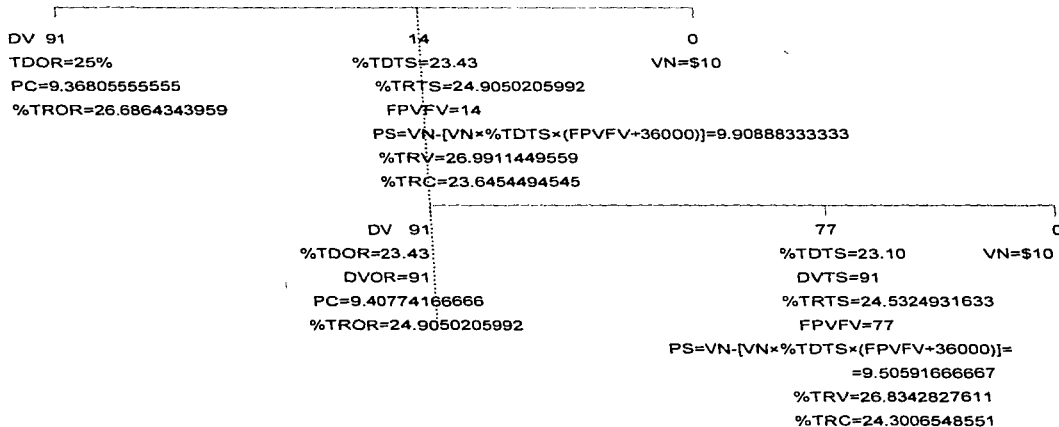 DV 91 14 0
TDOR=25% %TDTS=23.43 VN=$10
PC=9.36805555555 %TRTS=24.9050205992
%TROR=26.6864343959 FPVFV=14
PS=VN-[VN×%TDTS×(FPVFV÷36000)]=9.90888333333
%TRV=26.9911449559
%TRC=23.6454494545
DV 91 77 0
%TDOR=23.43 %TDTS=23.10 VN=$10
DVOR=91 DVTS=91
PC=9.40774166666 %TRTS=24.5324931633
%TROR=24.9050205992 FPVFV=77
PS=VN-[VN×%TDTS×(FPVFV÷36000)]=
=9.50591666667
%TRV=26.8342827611
%TRC=24.3006548551